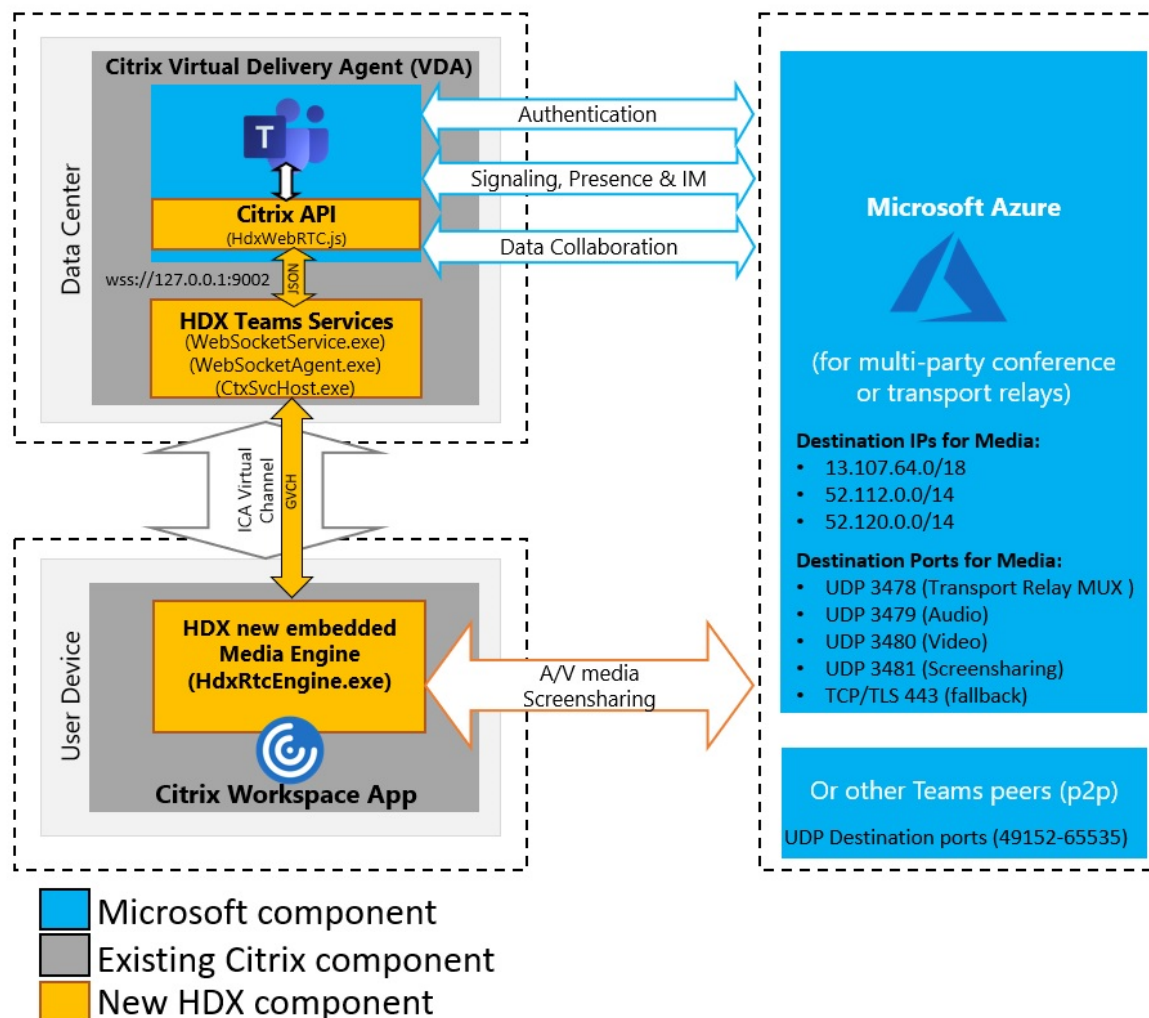 Data Center
Citrix Virtual Delivery Agent (VDA)
T
Citrix API
(HdxWebRTC.js)
wss://127.0.0.1:9002
JSON
HDX Teams Services
(WebSocketService.exe)
(WebSocketAgent.exe)
(CtxSvcHost.exe)
Authentication
Signaling, Presence & IM
Data Collaboration
ICA Virtual
Channel
GVCH
User Device
HDX new embedded
Media Engine
(HdxRtcEngine.exe)
Citrix Workspace App
A/V media
Screensharing
Microsoft Azure
(for multi-party conference
or transport relays)
Destination IPs for Media:
• 13.107.64.0/18
• 52.112.0.0/14
• 52.120.0.0/14
Destination Ports for Media:
• UDP 3478 (Transport Relay MUX )
• UDP 3479 (Audio)
• UDP 3480 (Video)
• UDP 3481 (Screensharing)
• TCP/TLS 443 (fallback)
Or other Teams peers (p2p)
UDP Destination ports (49152-65535)
Microsoft component
Existing Citrix component
New HDX component